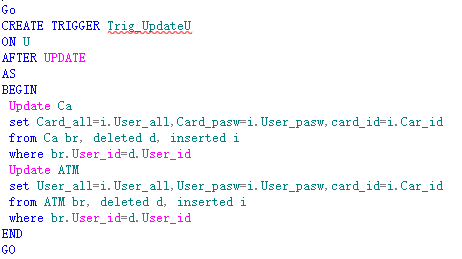 Go
CREATE TRIGGER Trig_UpdateU
ON U
AFTER UPDATE
AS
BEGIN
Update Ca
set Card_all=i.User_all,Card_pasw=i.User_pasw,card_id=i.Car_id
from Ca br, deleted d, inserted i
where br.User_id=d.User_id
Update ATM
set User_all=i.User_all,User_pasw=i.User_pasw,card_id=i.Car_id
from ATM br, deleted d, inserted i
where br.User_id=d.User_id
END
GO